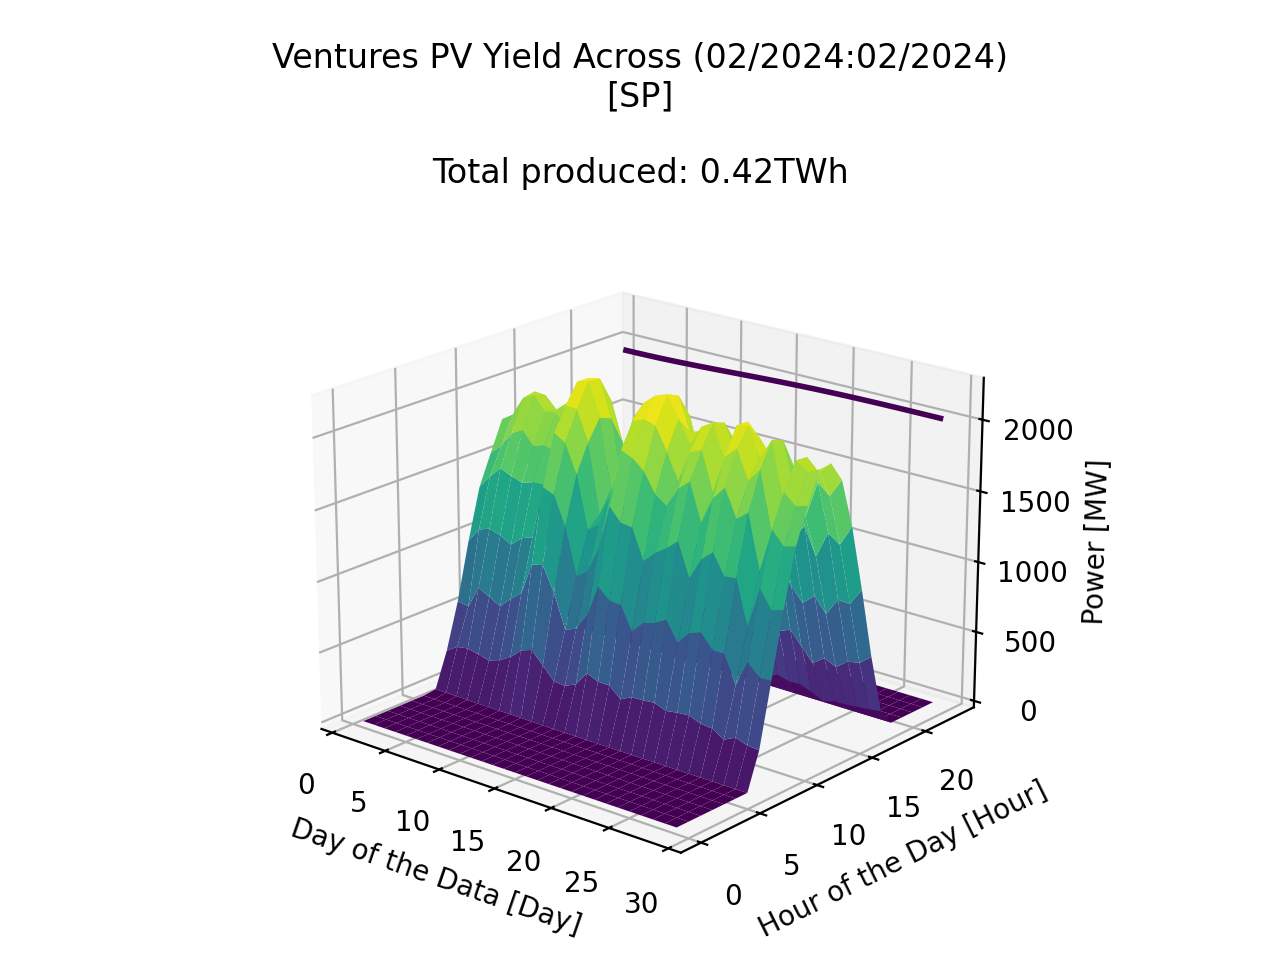 Ventures PV Yield Across (02/2024:02/2024)
[SP]
Total produced: 0.42TWh
2000
1500
1000
500
0
Power [MW]
0
5
10
15
20
25
30
Day of the Data [Day]
0
5
10
15
20
Hour of the Day [Hour]